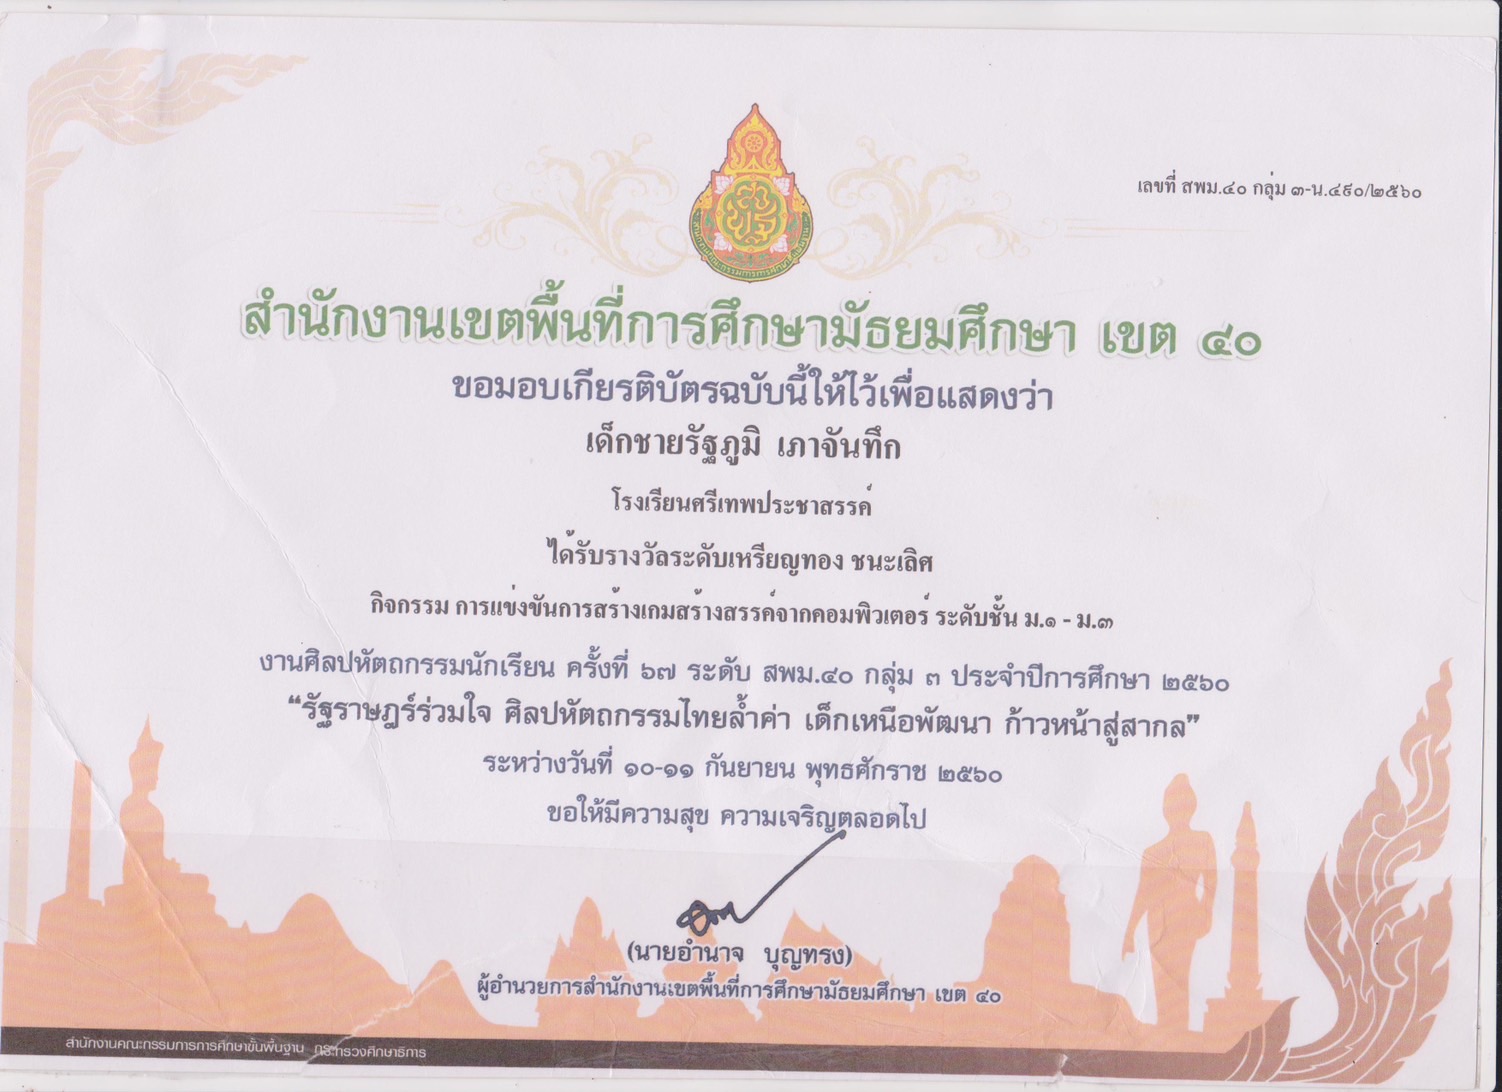 เลขที่ สพม.๔๐ กลุ่ม ๓-น.๔๙๐/๒๕๖๐
สำนักงานเขตพื้นที่การศึกษามัธยมศึกษา เขต ๔๐
ขอมอบเกียรติบัตรฉบับนี้ให้ไว้เพื่อแสดงว่า
เด็กชายรัฐภูมิ เภาจันทึก
โรงเรียนศรีเทพประชาสรรค์
ได้รับรางวัลระดับเหรียญทอง ชนะเลิศ
กิจกรรม การแข่งขันการสร้างเกมสร้างสรรค์จากคอมพิวเตอร์ ระดับชั้น ม.๑ - ม.๓
งานศิลปหัตถกรรมนักเรียน ครั้งที่ ๖๗ ระดับ สพม.๔๐ กลุ่ม ๓ ประจำปีการศึกษา ๒๕๖๐
“รัฐราษฎร์ร่วมใจ ศิลปหัตถกรรมไทยล้ำค่า เด็กเหนือพัฒนา ก้าวหน้าสู่สากล”
ระหว่างวันที่ ๑๐-๑๑ กันยายน พุทธศักราช ๒๕๖๐
ขอให้มีความสุข ความเจริญตลอดไป
(นายอำนาจ บุญทรง)
ผู้อำนวยการสำนักงานเขตพื้นที่การศึกษามัธยมศึกษา เขต ๔๐
สำนักงานคณะกรรมการการศึกษาขั้นพื้นฐาน กระทรวงศึกษาธิการ